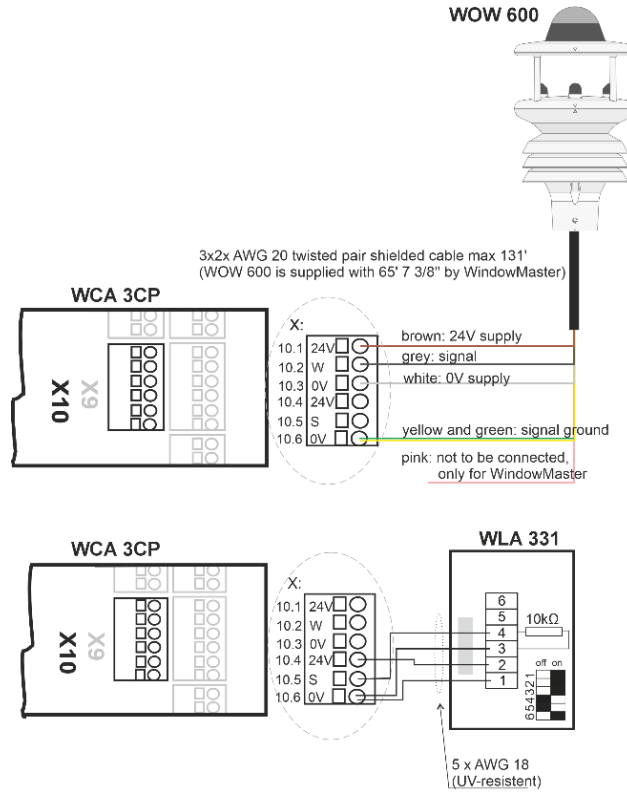 WOW 600
3x2x AWG 20 twisted pair shielded cable max 131'
(WOW 600 is supplied with 65' 7 3/8" by WindowMaster)
WCA 3CP
X10
X9
X:
10.1 24V
10.2 W
10.3 0V
10.4 24V
10.5 S
10.6 0V
brown: 24V supply
grey: signal
white: 0V supply
yellow and green: signal ground
pink: not to be connected,
only for WindowMaster
WCA 3CP
X10
X9
X:
10.1 24V
10.2 W
10.3 0V
10.4 24V
10.5 S
10.6 0V
WLA 331
6
5
4
3
2
1
10kΩ
off on
654321
5 x AWG 18
(UV-resistent)